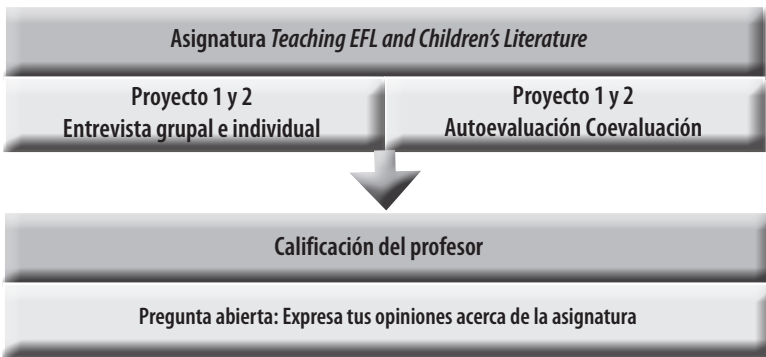 Asignatura Teaching EFL and Children's Literature
Proyecto 1 y 2
Entrevista grupal e individual
Proyecto 1 y 2
Autoevaluación Coevaluación
Calificación del profesor
Pregunta abierta: Expresa tus opiniones acerca de la asignatura